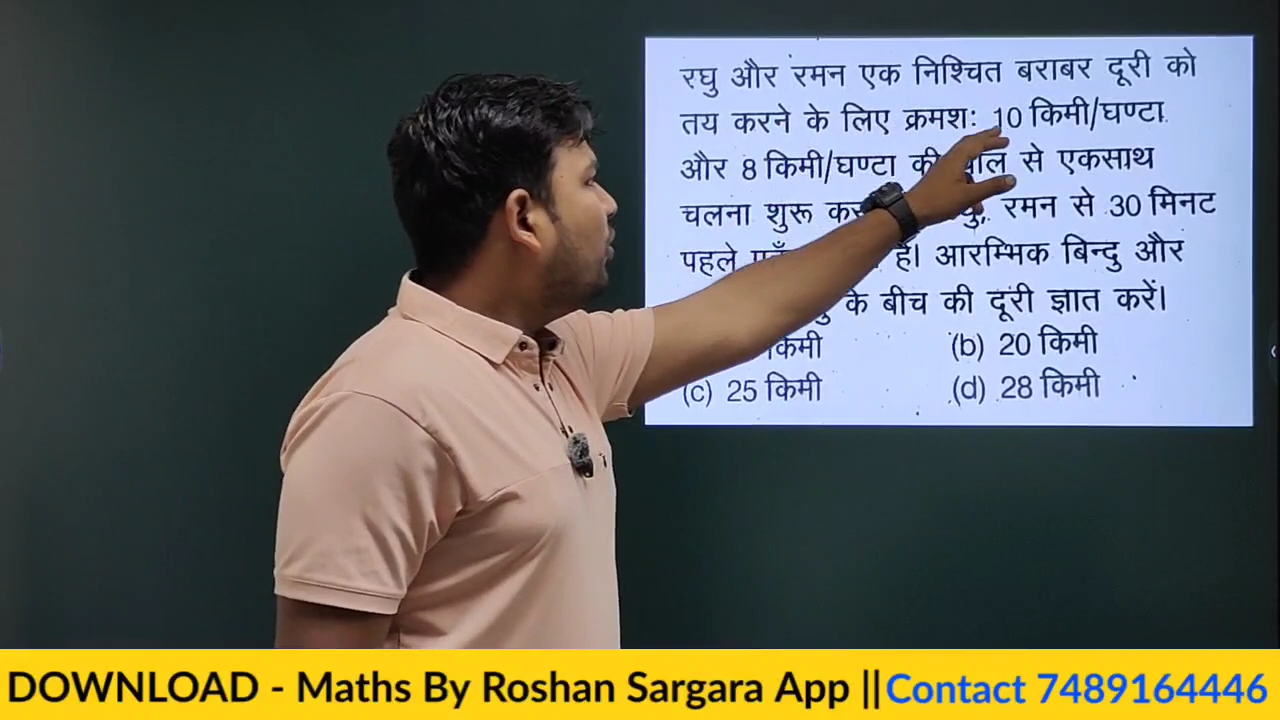 रघु और रमन एक निश्चित बराबर दूरी को
तय करने के लिए क्रमशः 10 किमी/घण्टा
और 8 किमी/घण्टा की चाल से एकसाथ
चलना शुरू रमन से 30 मिनट
पहले हैं। आरम्भिक बिन्दु और
के बीच की दूरी ज्ञात करें।
किमी (b) 20 किमी
(c) 25 किमी (d) 28 किमी
DOWNLOAD - Maths By Roshan Sargara App || Contact 7489164446